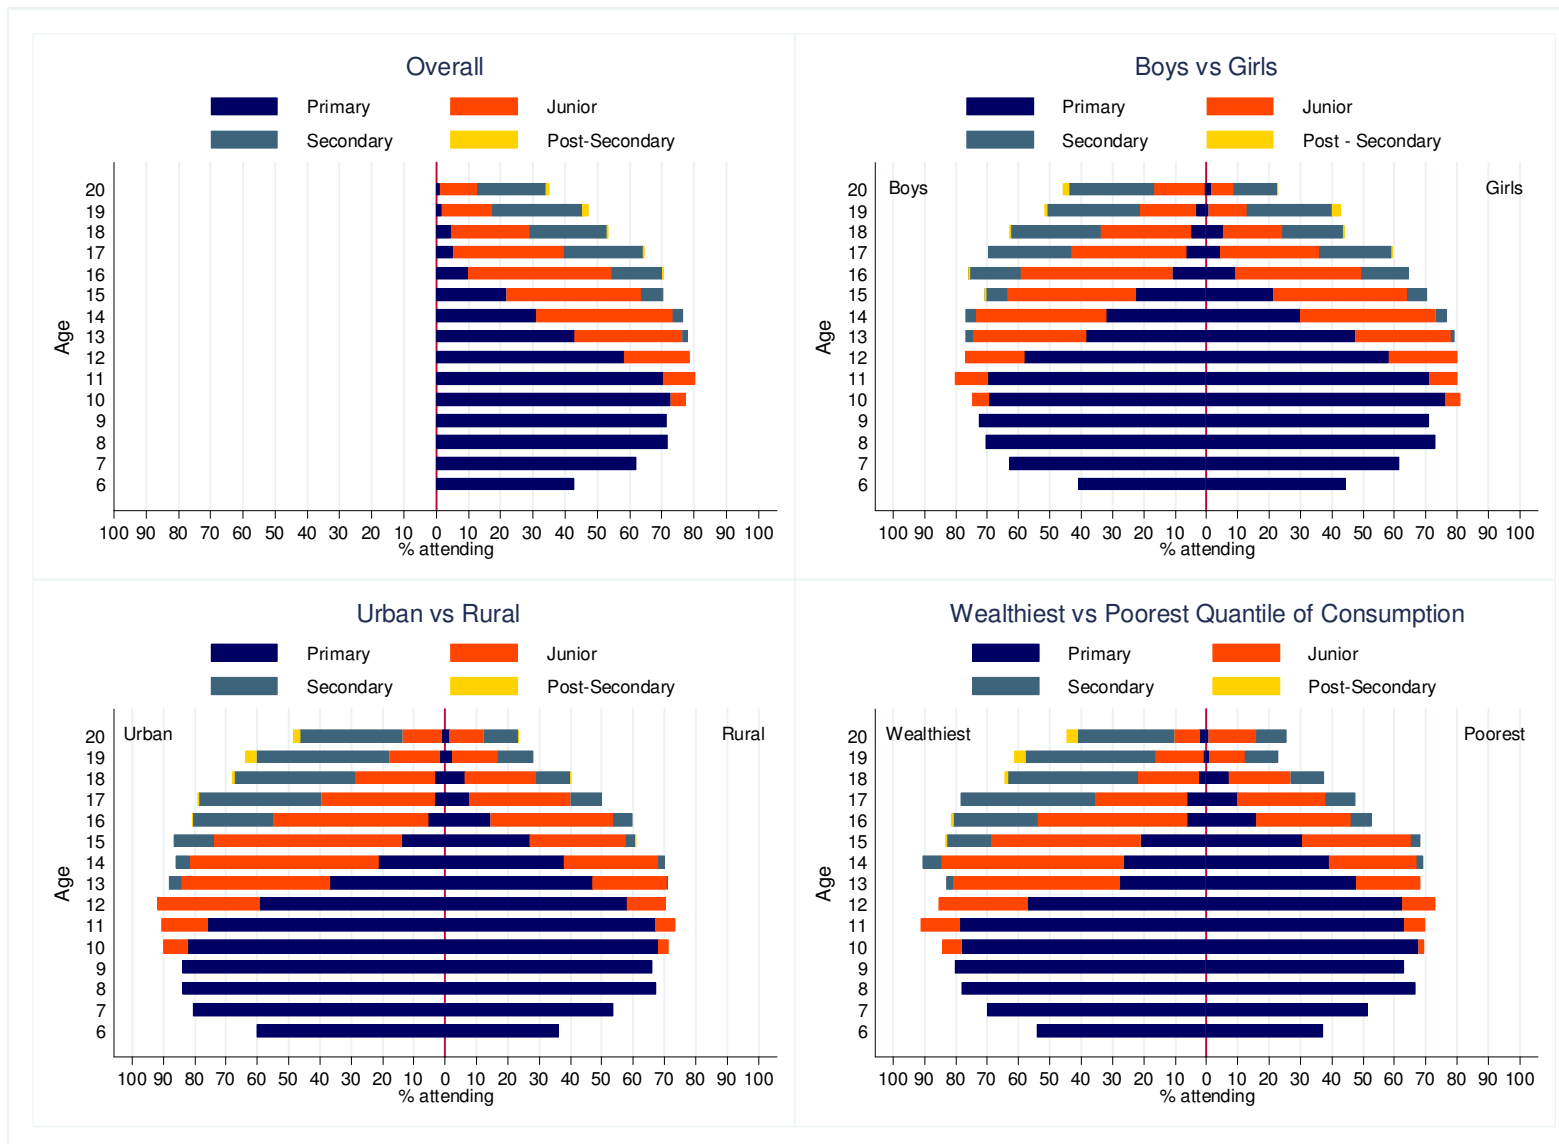 Overall
Primary Junior
Secondary Post-Secondary
20
19
18
17
16
15
14
13
12
11
10
9
8
7
6
Age
100 90 80 70 60 50 40 30 20 10 0 10 20 30 40 50 60 70 80 90 100
% attending
Boys vs Girls
Primary Junior
Secondary Post - Secondary
Boys Girls
20
19
18
17
16
15
14
13
12
11
10
9
8
7
6
Age
100 90 80 70 60 50 40 30 20 10 0 10 20 30 40 50 60 70 80 90 100
% attending
Urban vs Rural
Primary Junior
Secondary Post-Secondary
Urban Rural
20
19
18
17
16
15
14
13
12
11
10
9
8
7
6
Age
100 90 80 70 60 50 40 30 20 10 0 10 20 30 40 50 60 70 80 90 100
% attending
Wealthiest vs Poorest Quantile of Consumption
Primary Junior
Secondary Post-Secondary
Wealthiest Poorest
20
19
18
17
16
15
14
13
12
11
10
9
8
7
6
Age
100 90 80 70 60 50 40 30 20 10 0 10 20 30 40 50 60 70 80 90 100
% attending